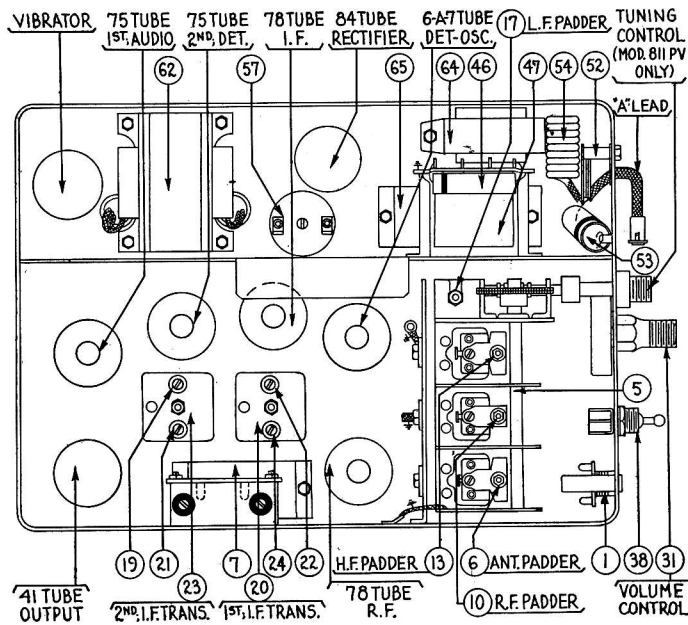 VIBRATOR
75 TUBE
1ST, AUDIO
75 TUBE
2ND, DET.
78 TUBE
I.F.
84 TUBE
RECTIFIER
6-A-7 TUBE
DET-OSC.
17 L.F. PADDER
TUNING
CONTROL
(MOD. 811 PV
ONLY)
62
57
65
64
46
47
54
52
"A" LEAD
53
5
19
21
23
7
20
24
22
13
6
10
1
38
31
41 TUBE
OUTPUT
2ND, I.F. TRANS.
1ST, I.F. TRANS.
H.F. PADDER
78 TUBE
R.F.
ANT. PADDER
R.F. PADDER
VOLUME
CONTROL